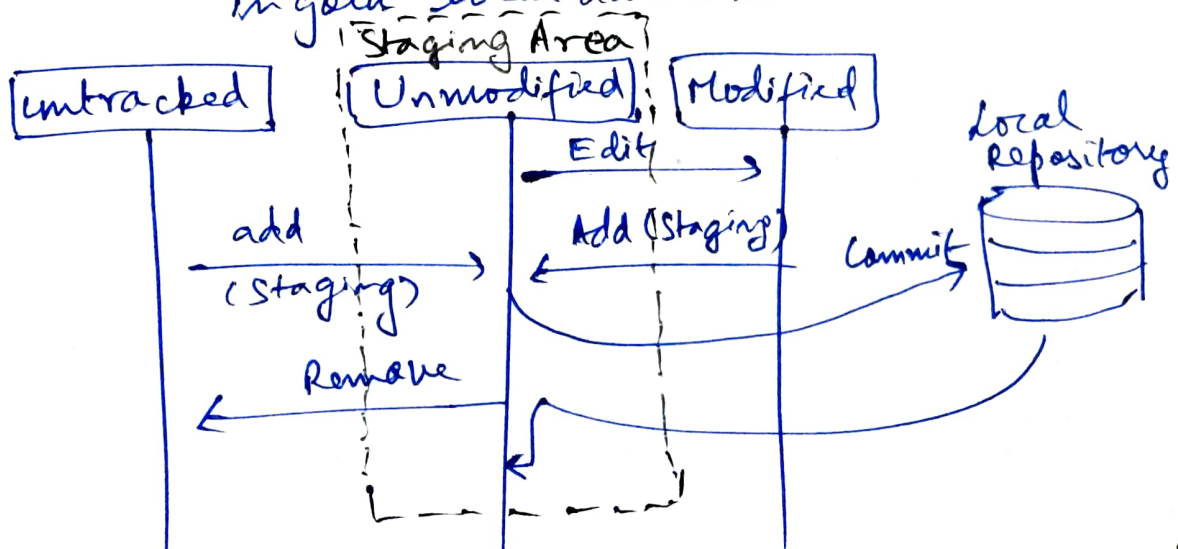 Staging Area
untracked
Unmodified
Modified
Local
Repository
Edit
add
(Staging)
Add (Staging)
Commit
Remove